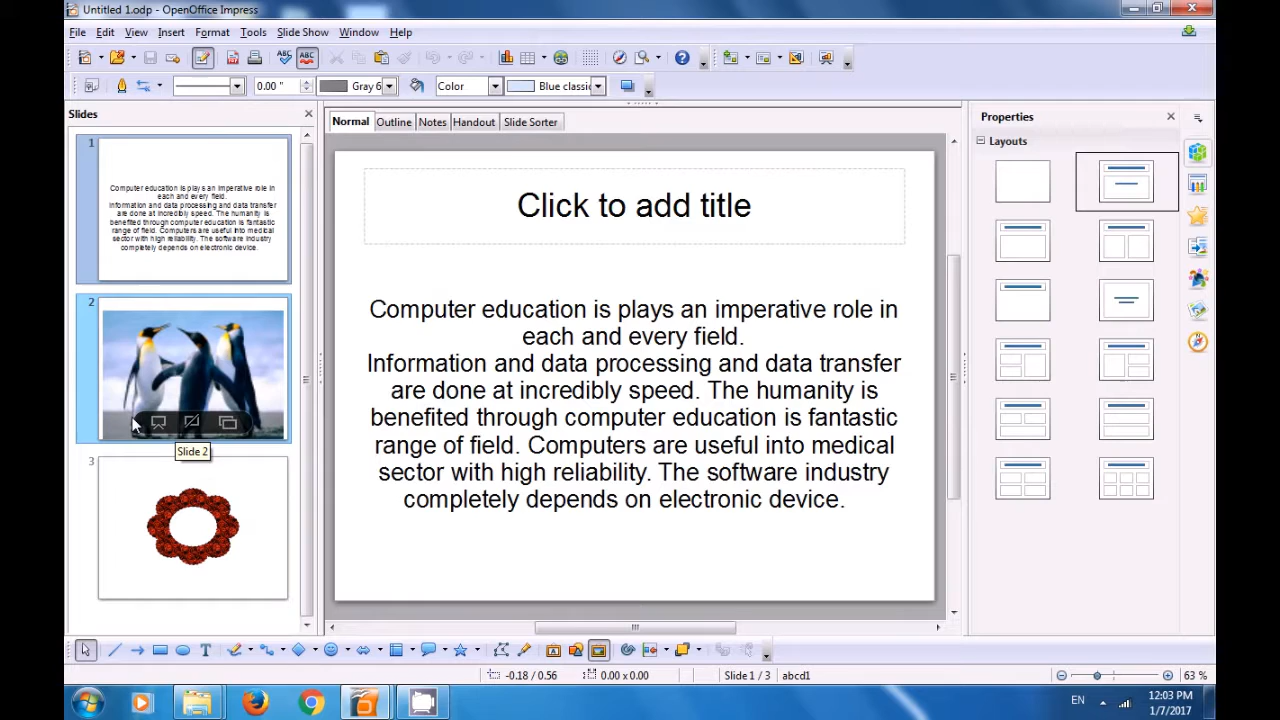 Untitled 1.odp - OpenOffice Impress
File Edit View Insert Format Tools Slide Show Window Help
0.00 " Gray 6 Color Blue classic
Slides
Normal Outline Notes Handout Slide Sorter
Properties
Layouts
1
Computer education is plays an imperative role in
each and every field.
Information and data processing and data transfer
are done at incredibly speed. The humanity is
benefited through computer education is fantastic
range of field. Computers are useful into medical
sector with high reliability. The software industry
completely depends on electronic device.
2
Slide 2
3
Click to add title
Computer education is plays an imperative role in
each and every field.
Information and data processing and data transfer
are done at incredibly speed. The humanity is
benefited through computer education is fantastic
range of field. Computers are useful into medical
sector with high reliability. The software industry
completely depends on electronic device.
-0.18 / 0.56 0.00 x 0.00 Slide 1 / 3 abcd1 63 %
EN 12:03 PM
1/7/2017